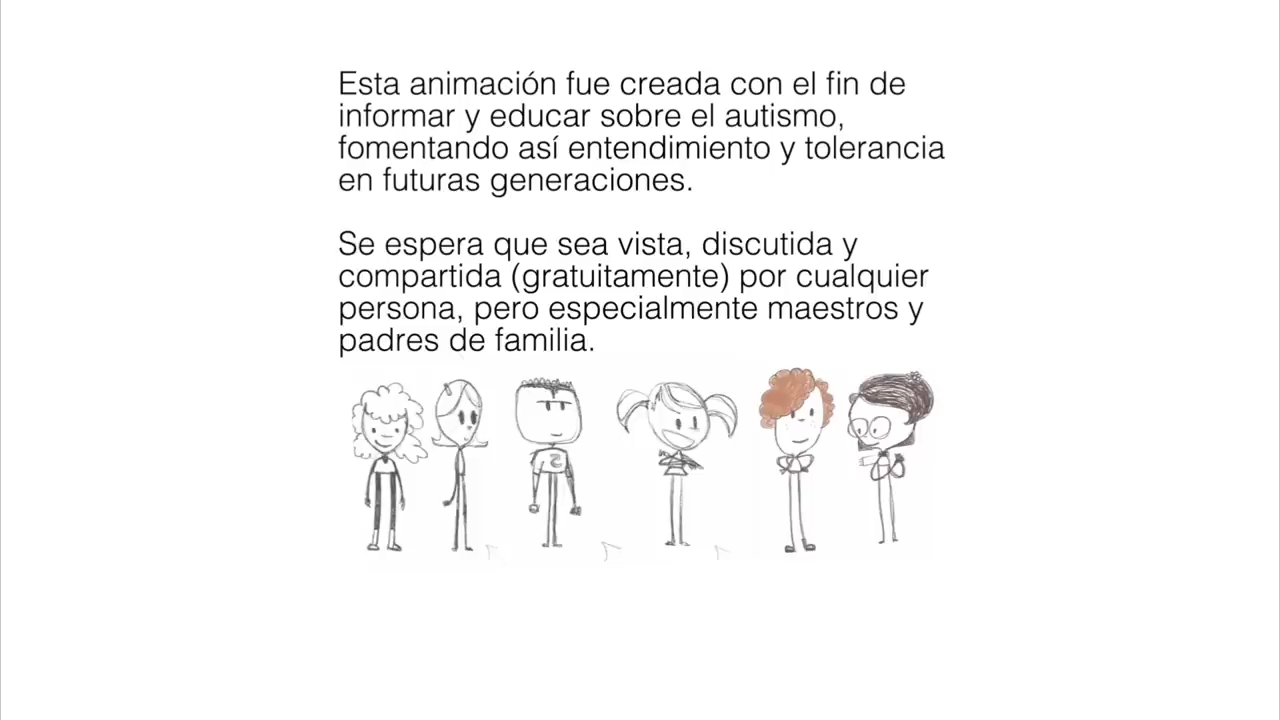 Esta animación fue creada con el fin de
informar y educar sobre el autismo,
fomentando así entendimiento y tolerancia
en futuras generaciones.
Se espera que sea vista, discutida y
compartida (gratuitamente) por cualquier
persona, pero especialmente maestros y
padres de familia.
2